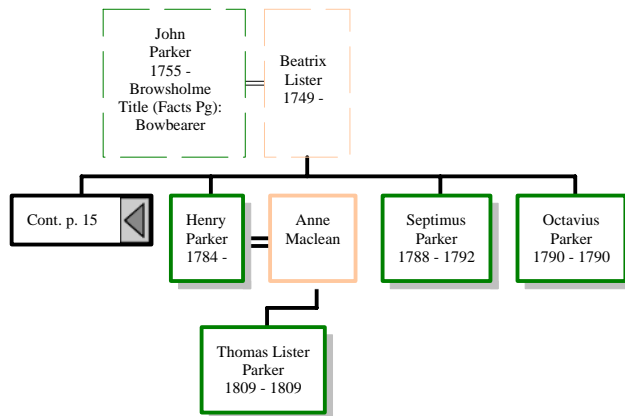 John
Parker
1755 -
Browsholme
Title (Facts Pg):
Bowbearer
Beatrix
Lister
1749 -
Cont. p. 15
Henry
Parker
1784 -
Anne
Maclean
Septimus
Parker
1788 - 1792
Octavius
Parker
1790 - 1790
Thomas Lister
Parker
1809 - 1809